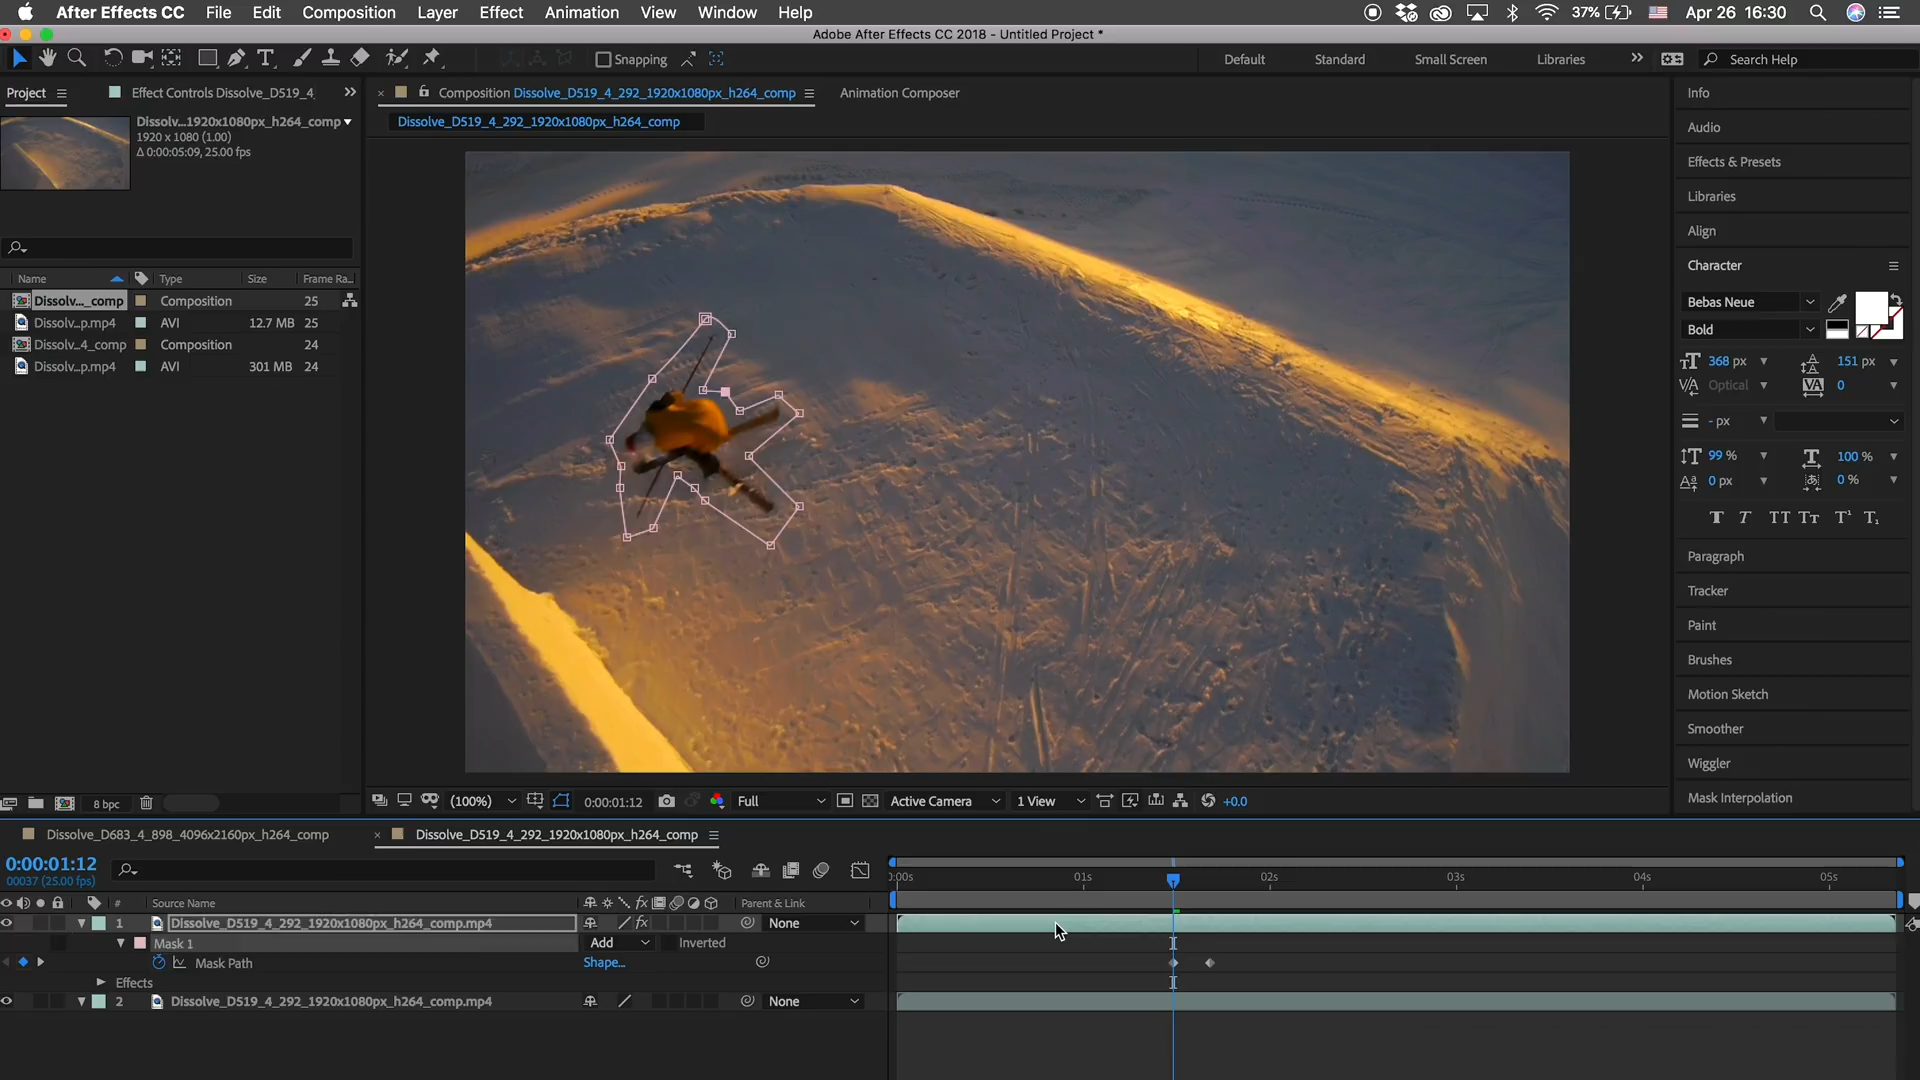 After Effects CC File Edit Composition Layer Effect Animation View Window Help 37% Apr 26 16:30
Adobe After Effects CC 2018 - Untitled Project *
Snapping Default Standard Small Screen Libraries Search Help
Project Effect Controls Dissolve_D519_4_ Composition Dissolve_D519_4_292_1920x1080px_h264_comp Animation Composer
Dissolve_D519_4_292_1920x1080px_h264_comp
Dissolv...1920x1080px_h264_comp
1920 x 1080 (1.00)
Δ 0:00:05:09, 25.00 fps
Name Type Size Frame Ra...
Dissolv..._comp Composition 25
Dissolv...p.mp4 AVI 12.7 MB 25
Dissolv...4_comp Composition 24
Dissolv...p.mp4 AVI 301 MB 24
8 bpc
(100%) 0:00:01:12 Full Active Camera 1 View +0.0
Info
Audio
Effects & Presets
Libraries
Align
Character
Bebas Neue
Bold
368 px 151 px
Optical 0
- px
99 % 100 %
0 px 0 %
T T TT Tт T¹ T₁
Paragraph
Tracker
Paint
Brushes
Motion Sketch
Smoother
Wiggler
Mask Interpolation
Dissolve_D683_4_898_4096x2160px_h264_comp Dissolve_D519_4_292_1920x1080px_h264_comp
0:00:01:12
00037 (25.00 fps)
:00s 01s 02s 03s 04s 05s
# Source Name fx Parent & Link
1 Dissolve_D519_4_292_1920x1080px_h264_comp.mp4 fx None
Mask 1 Add Inverted
Mask Path Shape...
Effects
2 Dissolve_D519_4_292_1920x1080px_h264_comp.mp4 None